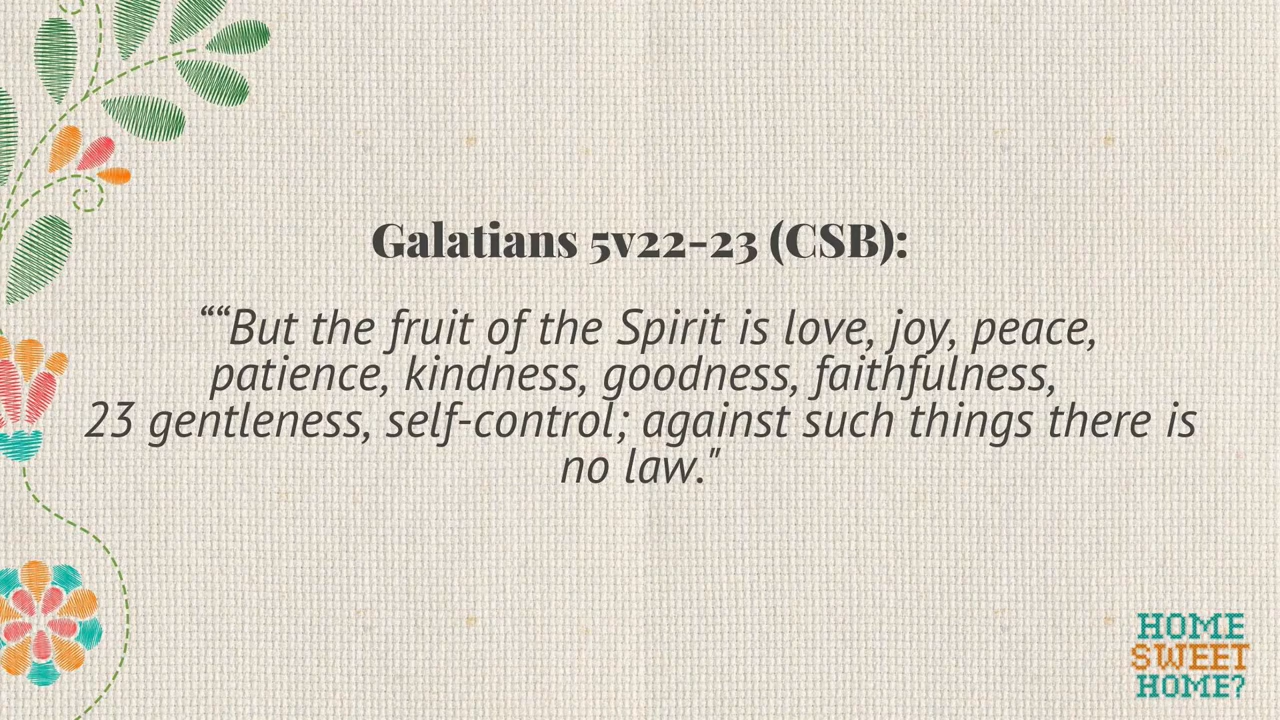 Galatians 5v22-23 (CSB):
““But the fruit of the Spirit is love, joy, peace,
patience, kindness, goodness, faithfulness,
23 gentleness, self-control; against such things there is
no law."
HOME
SWEET
HOME?